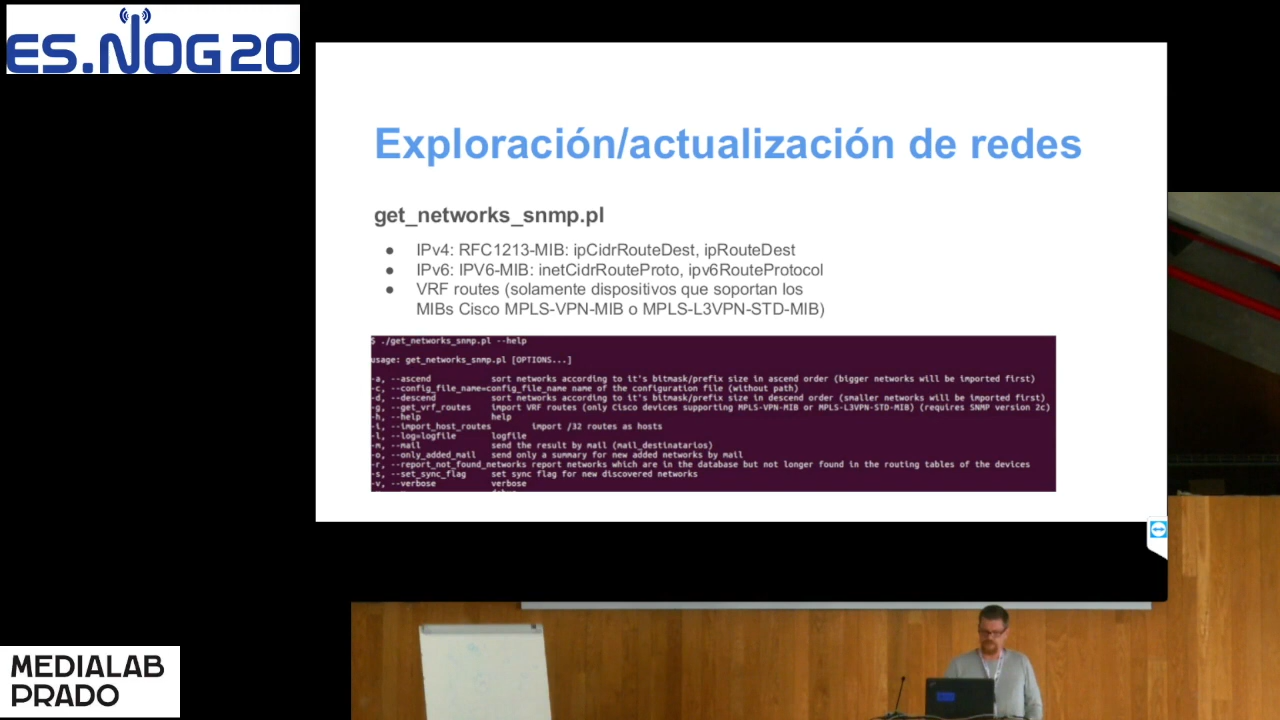 ES.NOG20
Exploración/actualización de redes
get_networks_snmp.pl
● IPv4: RFC1213-MIB: ipCidrRouteDest, ipRouteDest
● IPv6: IPV6-MIB: inetCidrRouteProto, ipv6RouteProtocol
● VRF routes (solamente dispositivos que soportan los
MIBs Cisco MPLS-VPN-MIB o MPLS-L3VPN-STD-MIB)
$ ./get_networks_snmp.pl --help
usage: get_networks_snmp.pl [OPTIONS...]
-a, --ascend sort networks according to it's bitmask/prefix size in ascend order (bigger networks will be imported first)
-c, --config_file_name=config_file_name name of the configuration file (without path)
-d, --descend sort networks according to it's bitmask/prefix size in descend order (smaller networks will be imported first)
-g, --get_vrf_routes import VRF routes (only Cisco devices supporting MPLS-VPN-MIB or MPLS-L3VPN-STD-MIB) (requires SNMP version 2c)
-h, --help help
-i, --import_host_routes import /32 routes as hosts
-l, --log=logfile logfile
-m, --mail send the result by mail (mail_destinatarios)
-o, --only_added_mail send only a summary for new added networks by mail
-r, --report_not_found_networks report networks which are in the database but not longer found in the routing tables of the devices
-s, --set_sync_flag set sync flag for new discovered networks
-v, --verbose verbose
MEDIALAB
PRADO